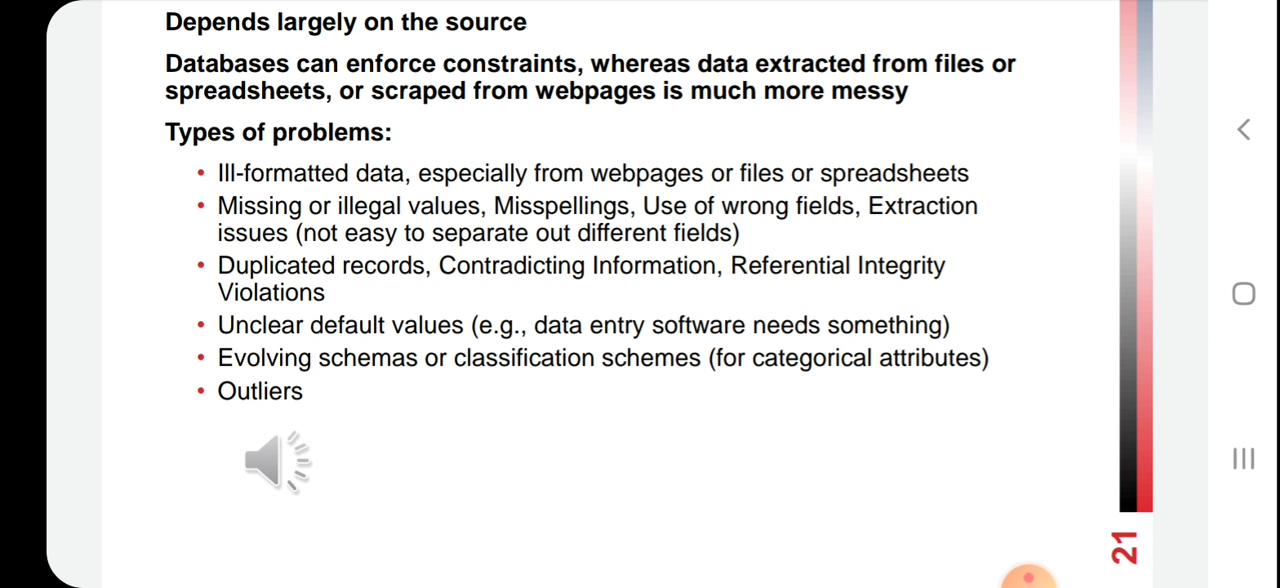 Depends largely on the source
Databases can enforce constraints, whereas data extracted from files or
spreadsheets, or scraped from webpages is much more messy
Types of problems:
• Ill-formatted data, especially from webpages or files or spreadsheets
• Missing or illegal values, Misspellings, Use of wrong fields, Extraction
issues (not easy to separate out different fields)
• Duplicated records, Contradicting Information, Referential Integrity
Violations
• Unclear default values (e.g., data entry software needs something)
• Evolving schemas or classification schemes (for categorical attributes)
• Outliers
21